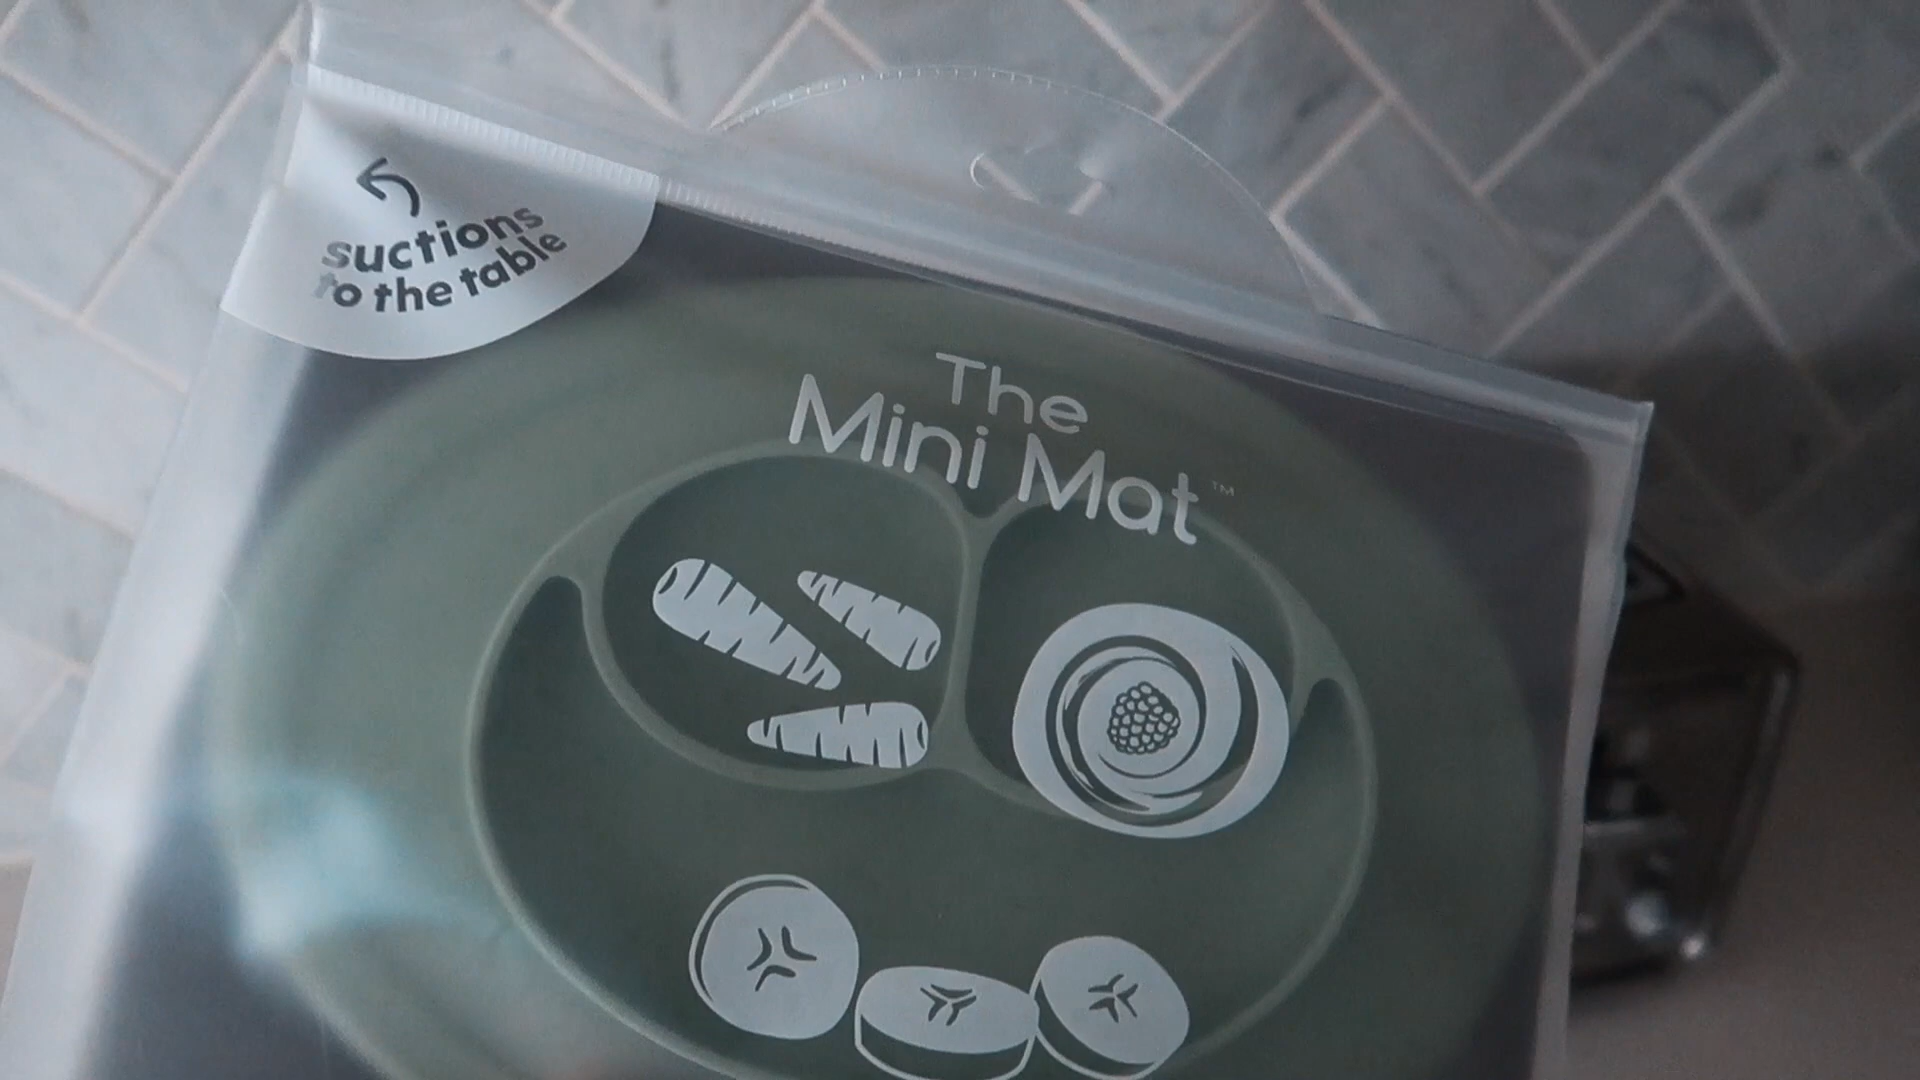 suctions
to the table
The
Mini Mat™